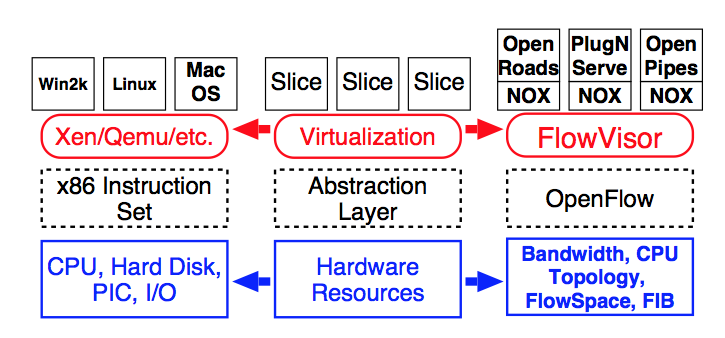 Win2k
Linux
Mac
OS
Slice
Slice
Slice
Open
Roads
NOX
PlugN
Serve
NOX
Open
Pipes
NOX
Xen/Qemu/etc.
Virtualization
FlowVisor
x86 Instruction
Set
Abstraction
Layer
OpenFlow
CPU, Hard Disk,
PIC, I/O
Hardware
Resources
Bandwidth, CPU
Topology,
FlowSpace, FIB